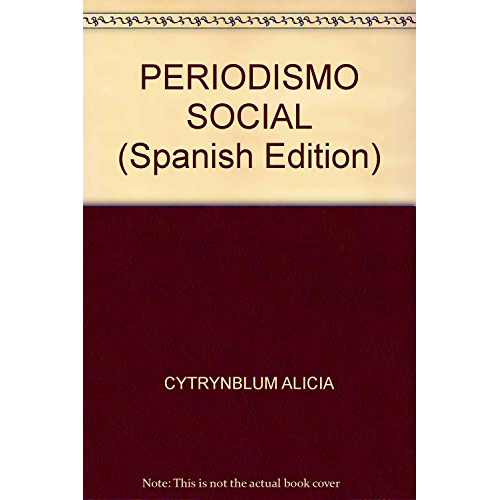 PERIODISMO
SOCIAL
(Spanish Edition)
CYTRYNBLUM ALICIA
Note: This is not the actual book cover